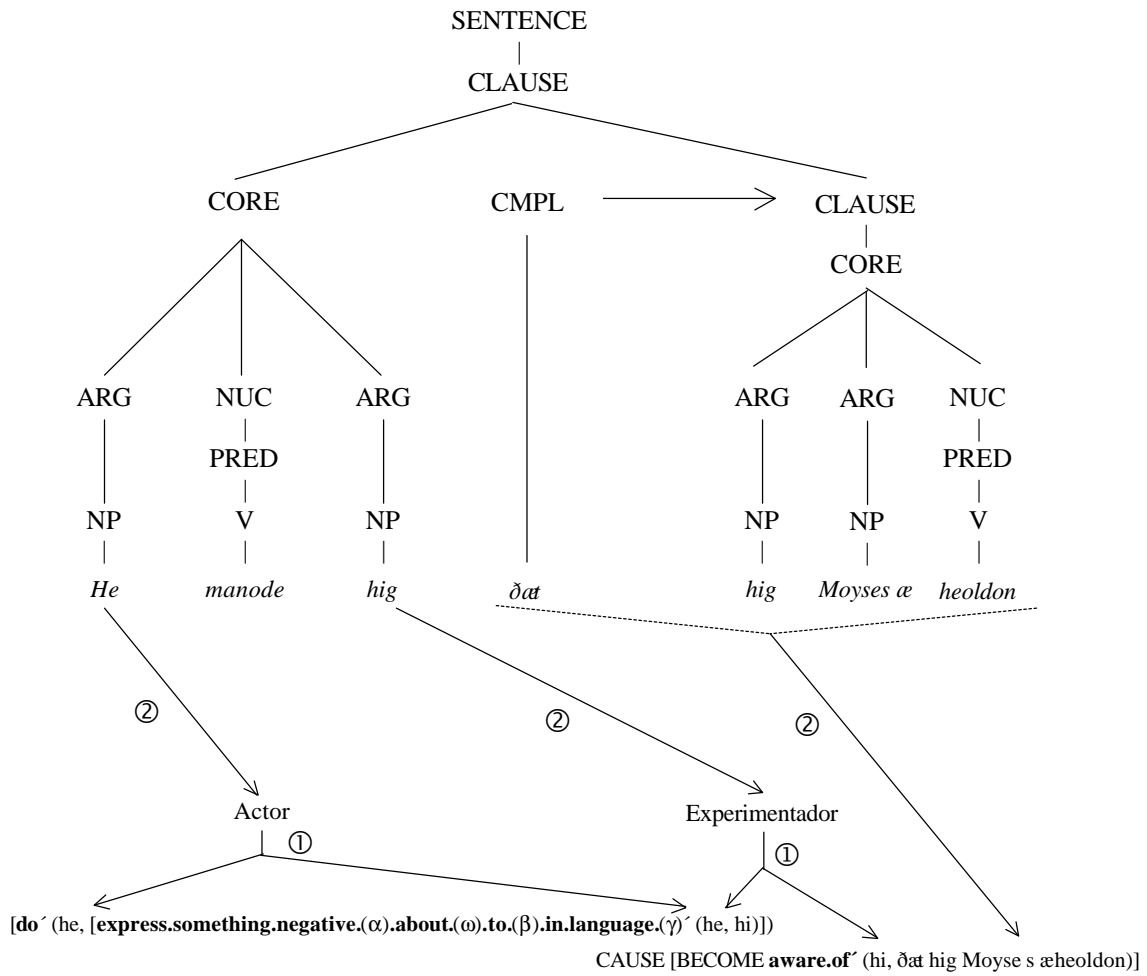 SENTENCE
CLAUSE
CORE CMPL CLAUSE
CORE
ARG NUC ARG ARG ARG NUC
PRED PRED
NP V NP NP NP V
He manode hig ðæt hig Moyses æ heoldon
② ② ②
Actor Experimentador
① ①
[do´ (he, [express.something.negative.(α).about.(ω).to.(β).in.language.(γ)´ (he, hi)])
CAUSE [BECOME aware.of´ (hi, ðæt hig Moyse s æheoldon)]